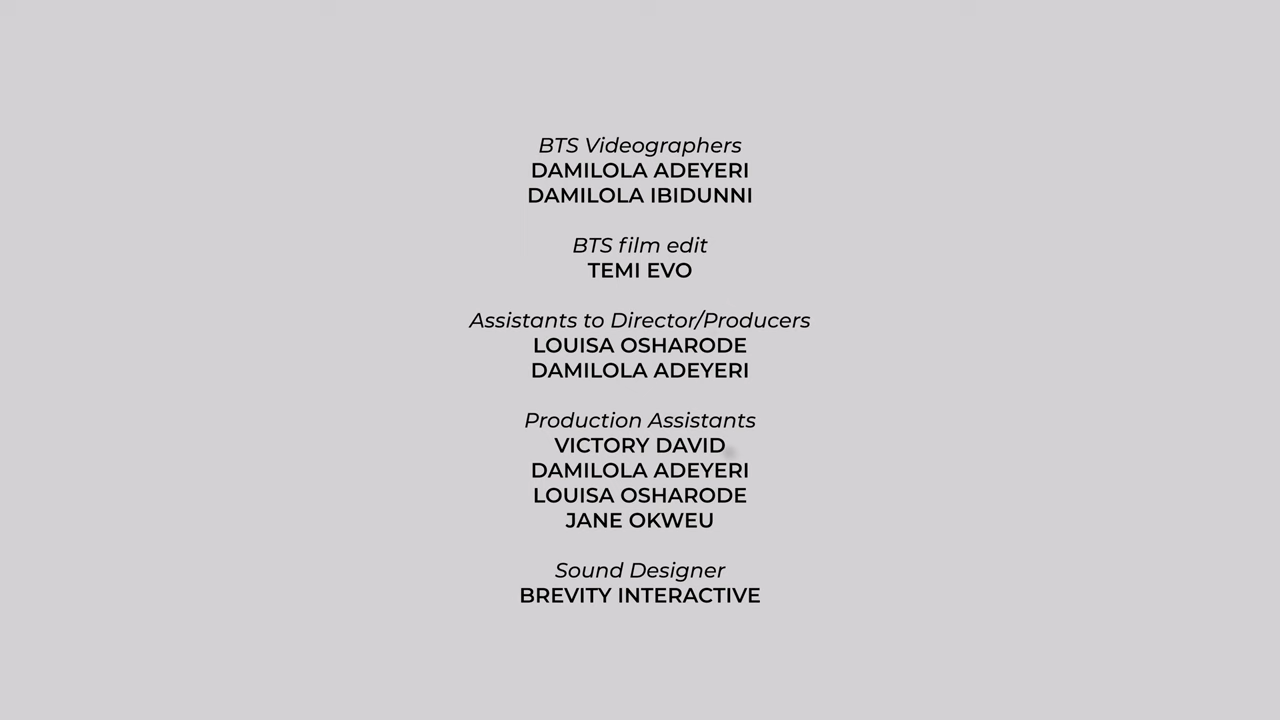 BTS Videographers
DAMILOLA ADEYERI
DAMILOLA IBIDUNNI
BTS film edit
TEMI EVO
Assistants to Director/Producers
LOUISA OSHARODE
DAMILOLA ADEYERI
Production Assistants
VICTORY DAVID
DAMILOLA ADEYERI
LOUISA OSHARODE
JANE OKWEU
Sound Designer
BREVITY INTERACTIVE